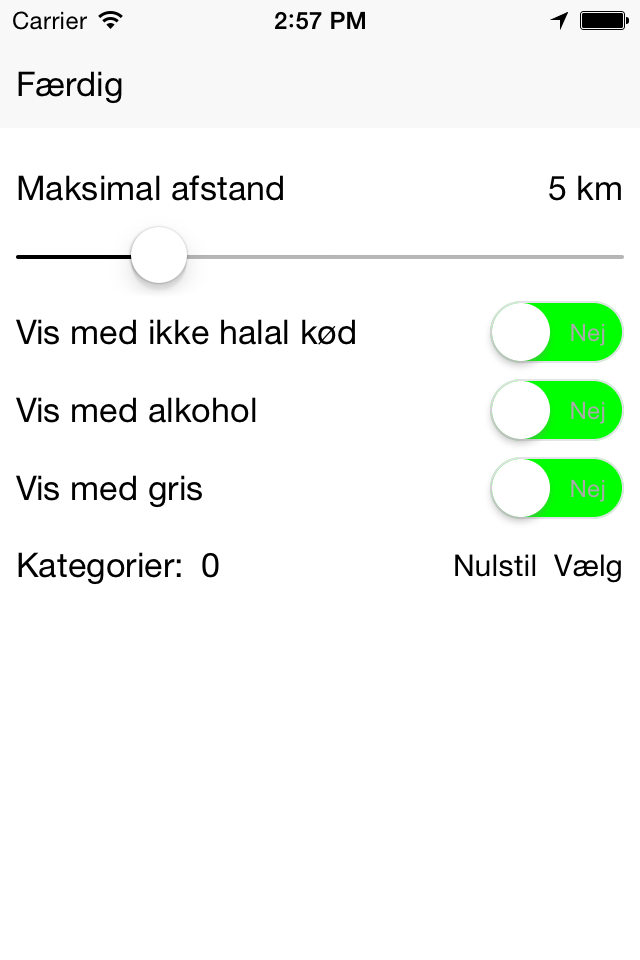 Carrier 2:57 PM
Færdig
Maksimal afstand 5 km
Vis med ikke halal kød Nej
Vis med alkohol Nej
Vis med gris Nej
Kategorier: 0 Nulstil Vælg